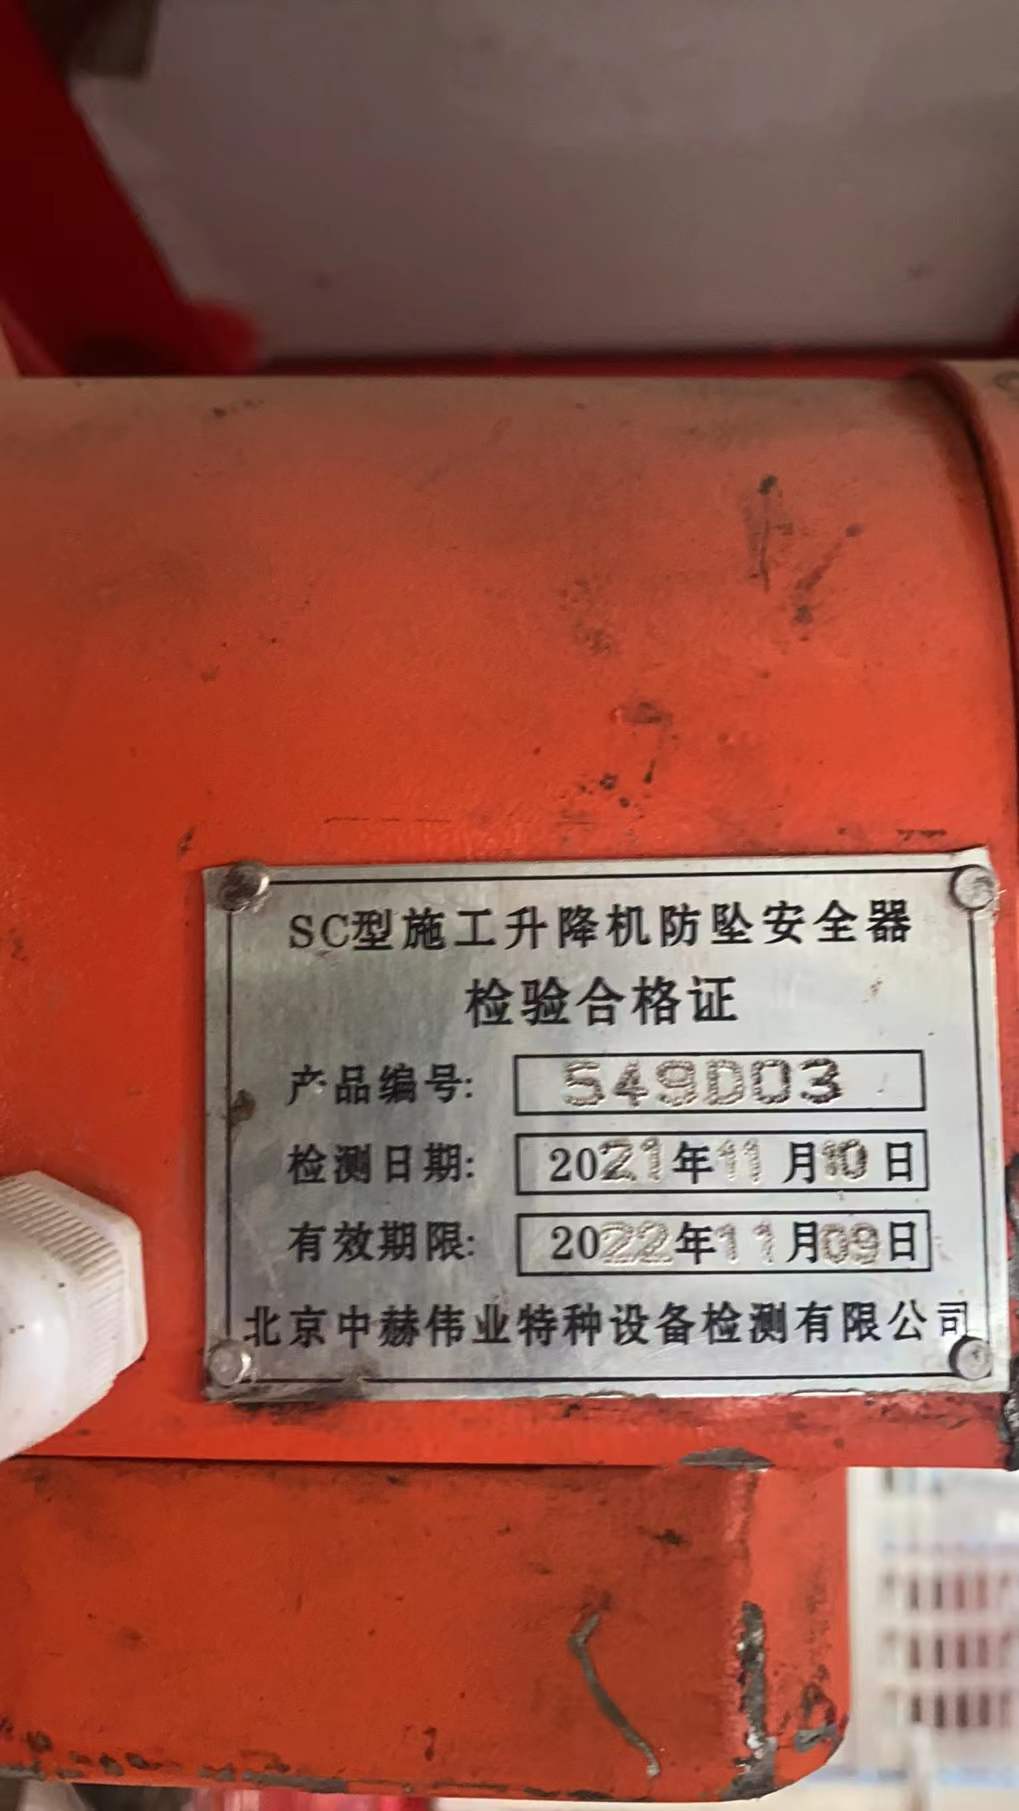 SC型施工升降机防坠安全器
检验合格证
产品编号: S49D03
检测日期: 2021年11月10日
有效期限: 2022年11月09日
北京中赫伟业特种设备检测有限公司